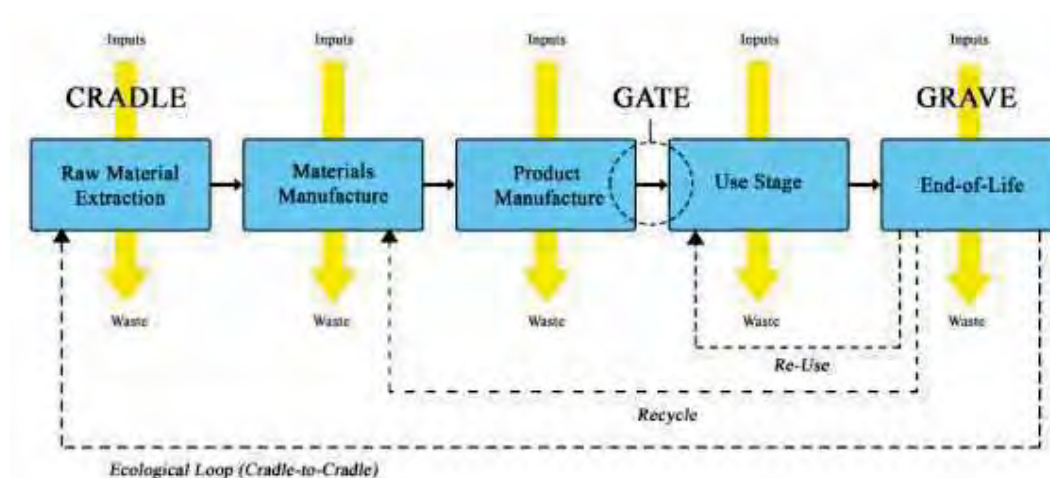 Inputs
Inputs
Inputs
Inputs
Inputs
CRADLE
GATE
GRAVE
Raw Material
Extraction
Materials
Manufacture
Product
Manufacture
Use Stage
End-of-Life
Waste
Waste
Waste
Waste
Waste
Re-Use
Recycle
Ecological Loop (Cradle-to-Cradle)